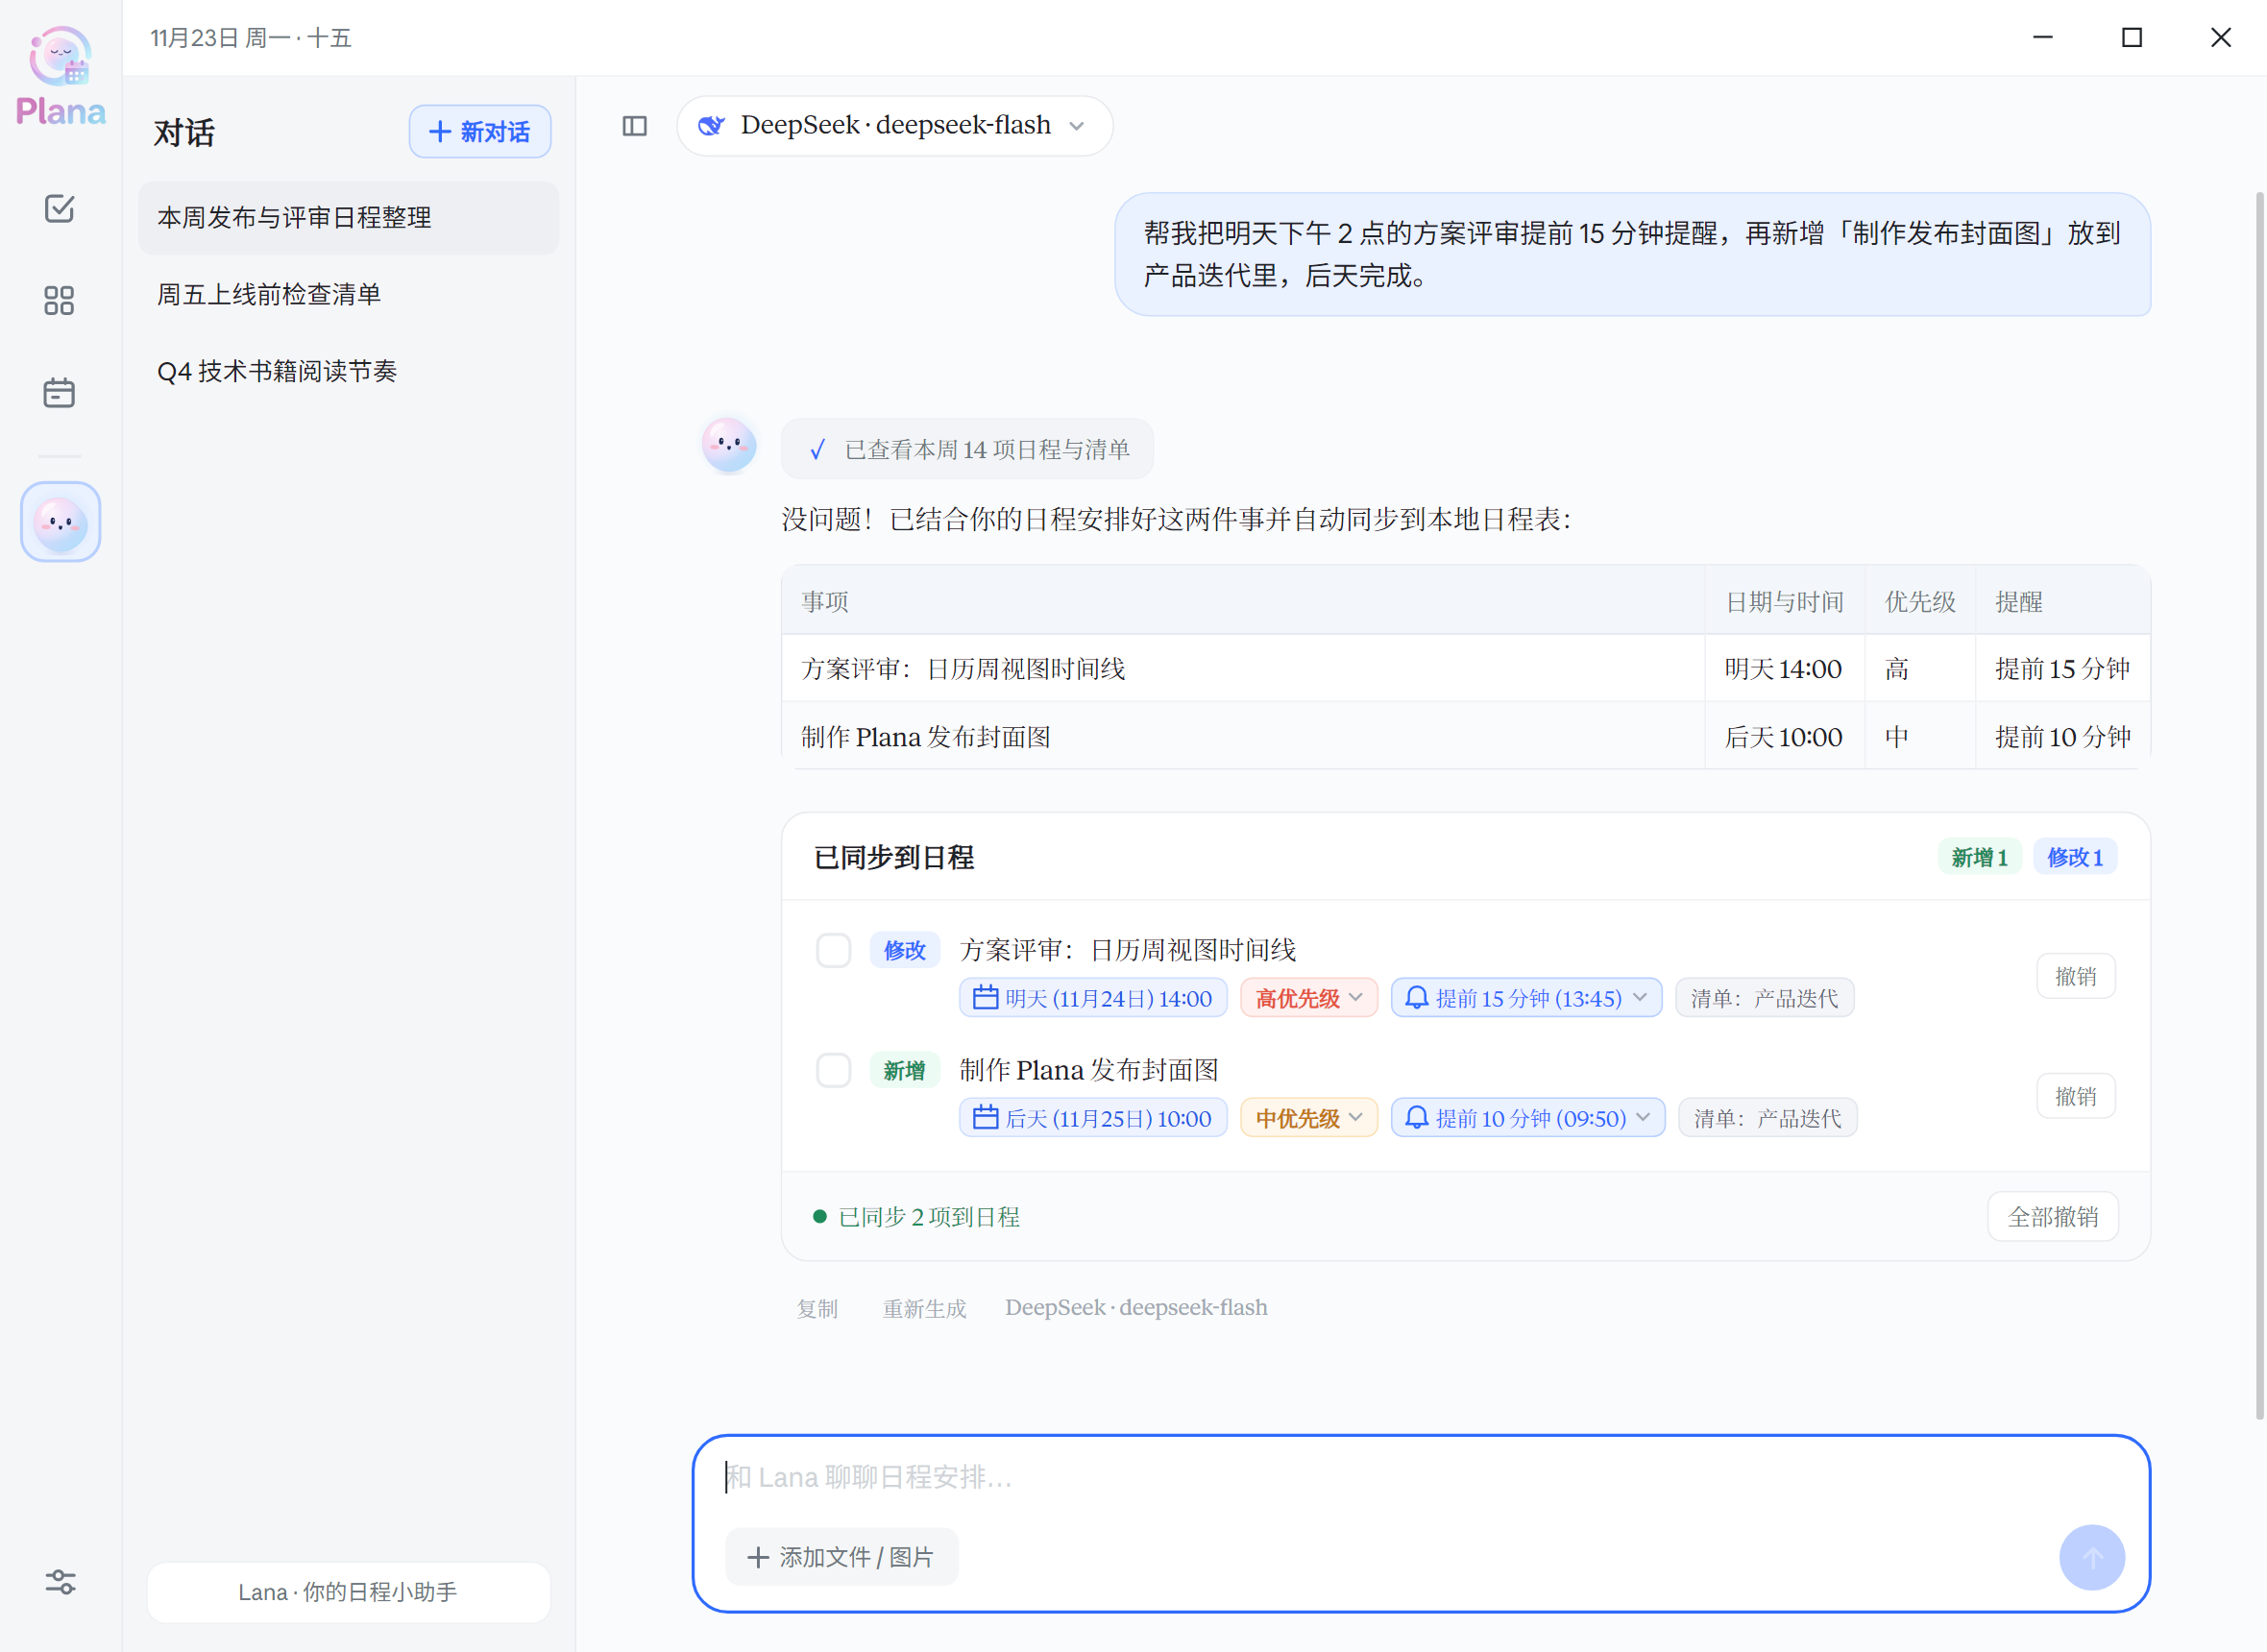 11月23日 周一 · 十五
Plana
对话
新对话
本周发布与评审日程整理
周五上线前检查清单
Q4 技术书籍阅读节奏
Lana · 你的日程小助手
DeepSeek · deepseek-flash
帮我把明天下午 2 点的方案评审提前 15 分钟提醒，再新增「制作发布封面图」放到
产品迭代里，后天完成。
已查看本周 14 项日程与清单
没问题！已结合你的日程安排好这两件事并自动同步到本地日程表：
事项 日期与时间 优先级 提醒
方案评审：日历周视图时间线 明天 14:00 高 提前 15 分钟
制作 Plana 发布封面图 后天 10:00 中 提前 10 分钟
已同步到日程 新增 1 修改 1
修改 方案评审：日历周视图时间线
明天 (11月24日) 14:00 高优先级 提前 15 分钟 (13:45) 清单：产品迭代
撤销
新增 制作 Plana 发布封面图
后天 (11月25日) 10:00 中优先级 提前 10 分钟 (09:50) 清单：产品迭代
撤销
已同步 2 项到日程 全部撤销
复制 重新生成 DeepSeek · deepseek-flash
和 Lana 聊聊日程安排...
添加文件 / 图片